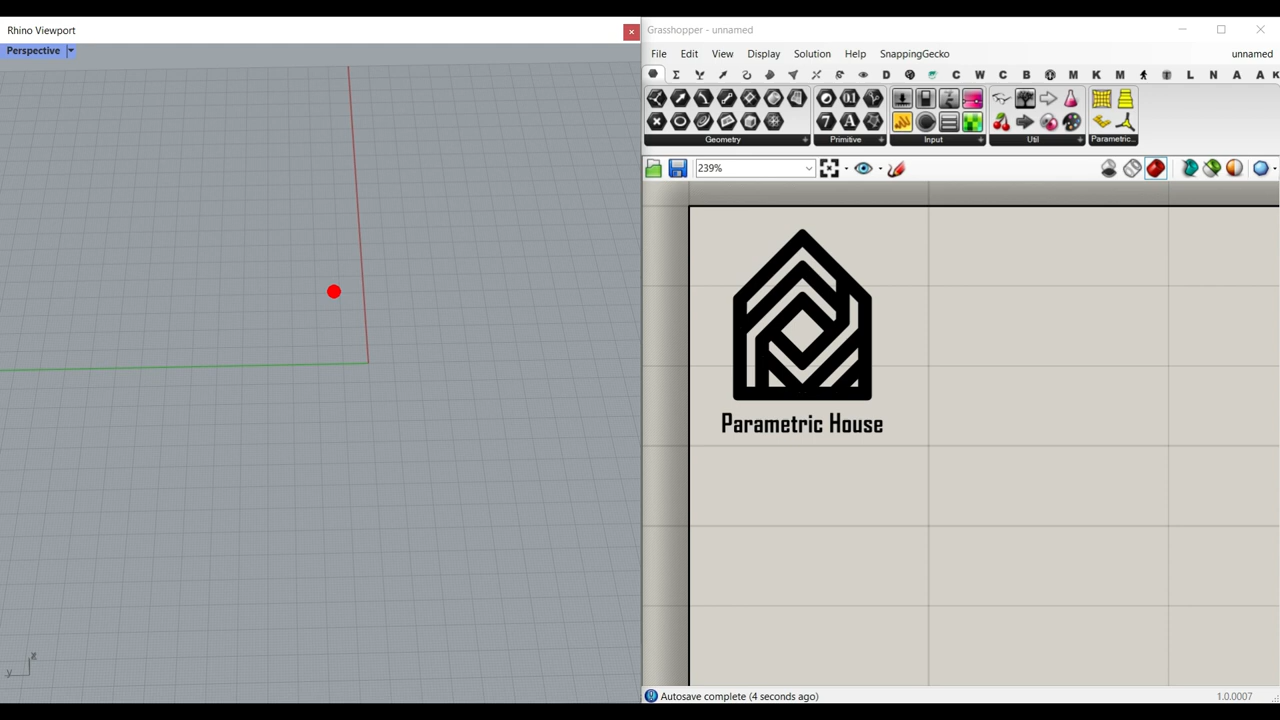 Rhino Viewport
Perspective
Grasshopper - unnamed
File Edit View Display Solution Help SnappingGecko unnamed
D C W C B M K M L N A A K
Geometry Primitive Input Util Parametric...
239%
Parametric House
y x
Autosave complete (4 seconds ago) 1.0.0007